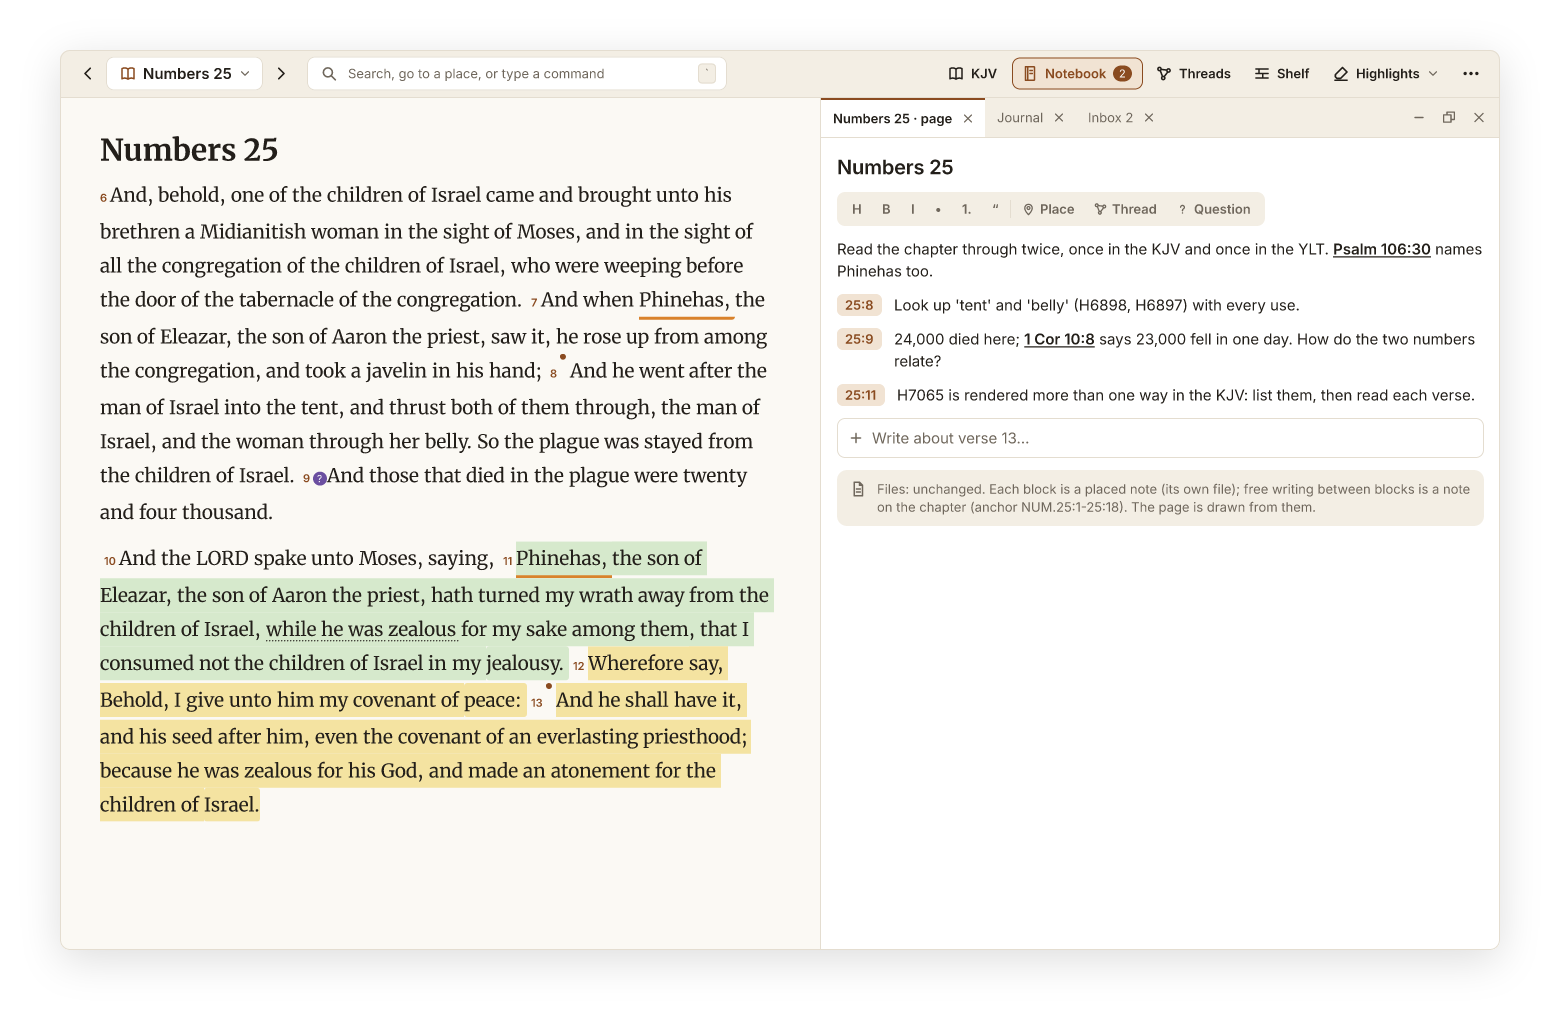 Numbers 25
Search, go to a place, or type a command
`
KJV
Notebook 2
Threads
Shelf
Highlights
Numbers 25
6 And, behold, one of the children of Israel came and brought unto his
brethren a Midianitish woman in the sight of Moses, and in the sight of
all the congregation of the children of Israel, who were weeping before
the door of the tabernacle of the congregation. 7 And when Phinehas, the
son of Eleazar, the son of Aaron the priest, saw it, he rose up from among
the congregation, and took a javelin in his hand; 8 And he went after the
man of Israel into the tent, and thrust both of them through, the man of
Israel, and the woman through her belly. So the plague was stayed from
the children of Israel. 9 ? And those that died in the plague were twenty
and four thousand.
10 And the LORD spake unto Moses, saying, 11 Phinehas, the son of
Eleazar, the son of Aaron the priest, hath turned my wrath away from the
children of Israel, while he was zealous for my sake among them, that I
consumed not the children of Israel in my jealousy. 12 Wherefore say,
Behold, I give unto him my covenant of peace: 13 And he shall have it,
and his seed after him, even the covenant of an everlasting priesthood;
because he was zealous for his God, and made an atonement for the
children of Israel.
Numbers 25 · page
Journal
Inbox 2
Numbers 25
H B I • 1. “ Place Thread ? Question
Read the chapter through twice, once in the KJV and once in the YLT. Psalm 106:30 names
Phinehas too.
25:8 Look up 'tent' and 'belly' (H6898, H6897) with every use.
25:9 24,000 died here; 1 Cor 10:8 says 23,000 fell in one day. How do the two numbers
relate?
25:11 H7065 is rendered more than one way in the KJV: list them, then read each verse.
+ Write about verse 13...
Files: unchanged. Each block is a placed note (its own file); free writing between blocks is a note
on the chapter (anchor NUM.25:1-25:18). The page is drawn from them.